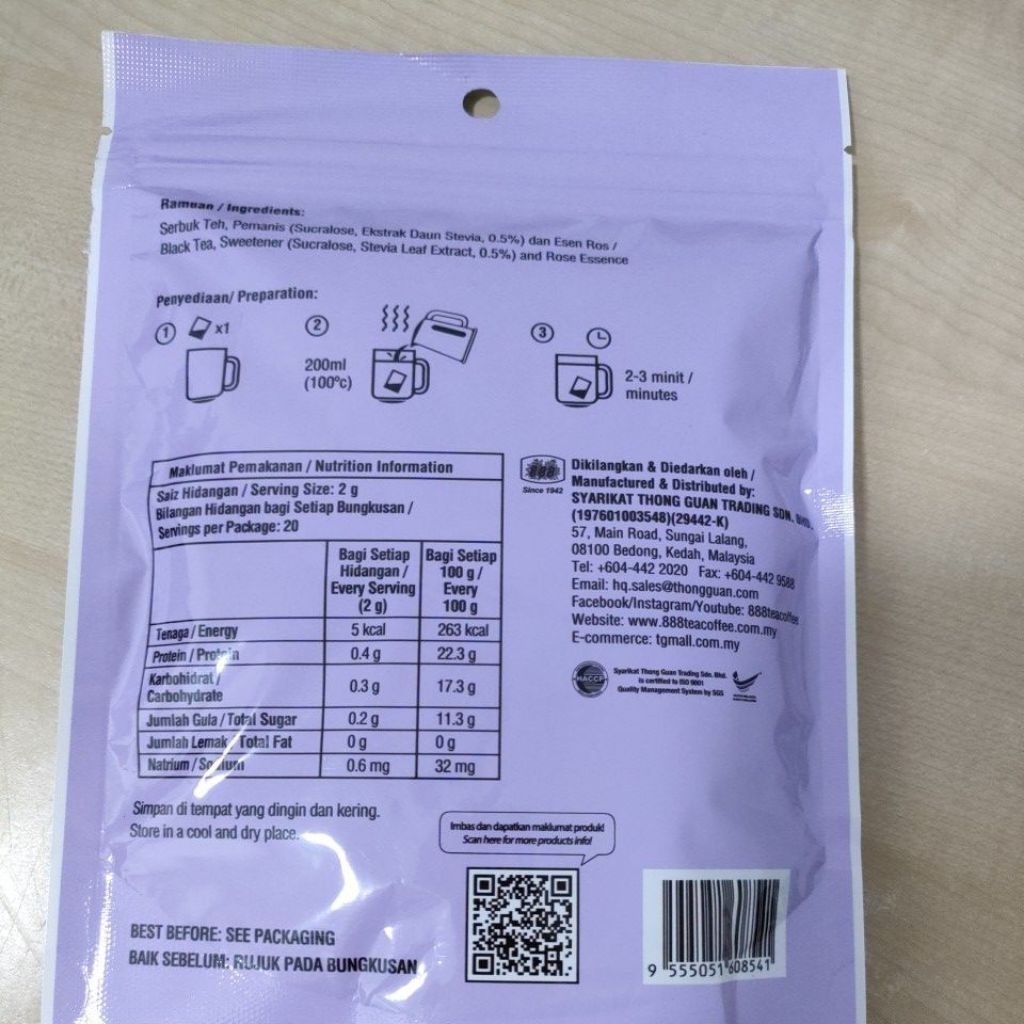 Ramuan / Ingredients:
Serbuk Teh, Pemanis (Sucralose, Ekstrak Daun Stevia, 0.5%) dan Esen Ros /
Black Tea, Sweetener (Sucralose, Stevia Leaf Extract, 0.5%) and Rose Essence
Penyediaan/ Preparation:
1 x1
2
200ml
(100°c)
3
2-3 minit /
minutes
Maklumat Pemakanan / Nutrition Information
Saiz Hidangan / Serving Size: 2 g
Bilangan Hidangan bagi Setiap Bungkusan /
Servings per Package: 20
Bagi Setiap
Hidangan /
Every Serving
(2 g)
Bagi Setiap
100 g /
Every
100 g
Tenaga / Energy 5 kcal 263 kcal
Protein / Protein 0.4 g 22.3 g
Karbohidrat /
Carbohydrate 0.3 g 17.3 g
Jumlah Gula / Total Sugar 0.2 g 11.3 g
Jumlah Lemak / Total Fat 0 g 0 g
Natrium / Sodium 0.6 mg 32 mg
888
Since 1942
Dikilangkan & Diedarkan oleh /
Manufactured & Distributed by:
SYARIKAT THONG GUAN TRADING SDN. BHD.
(197601003548)(29442-K)
57, Main Road, Sungai Lalang,
08100 Bedong, Kedah, Malaysia
Tel: +604-442 2020 Fax: +604-442 9588
Email: hq.sales@thongguan.com
Facebook/Instagram/Youtube: 888teacoffee
Website: www.888teacoffee.com.my
E-commerce: tgmall.com.my
HACCP
Syarikat Thong Guan Trading Sdn. Bhd.
is certified to ISO 9001
Quality Management System by SGS
Simpan di tempat yang dingin dan kering.
Store in a cool and dry place.
Imbas dan dapatkan maklumat produk!
Scan here for more products info!
BEST BEFORE: SEE PACKAGING
BAIK SEBELUM: RUJUK PADA BUNGKUSAN
9 555051 608541